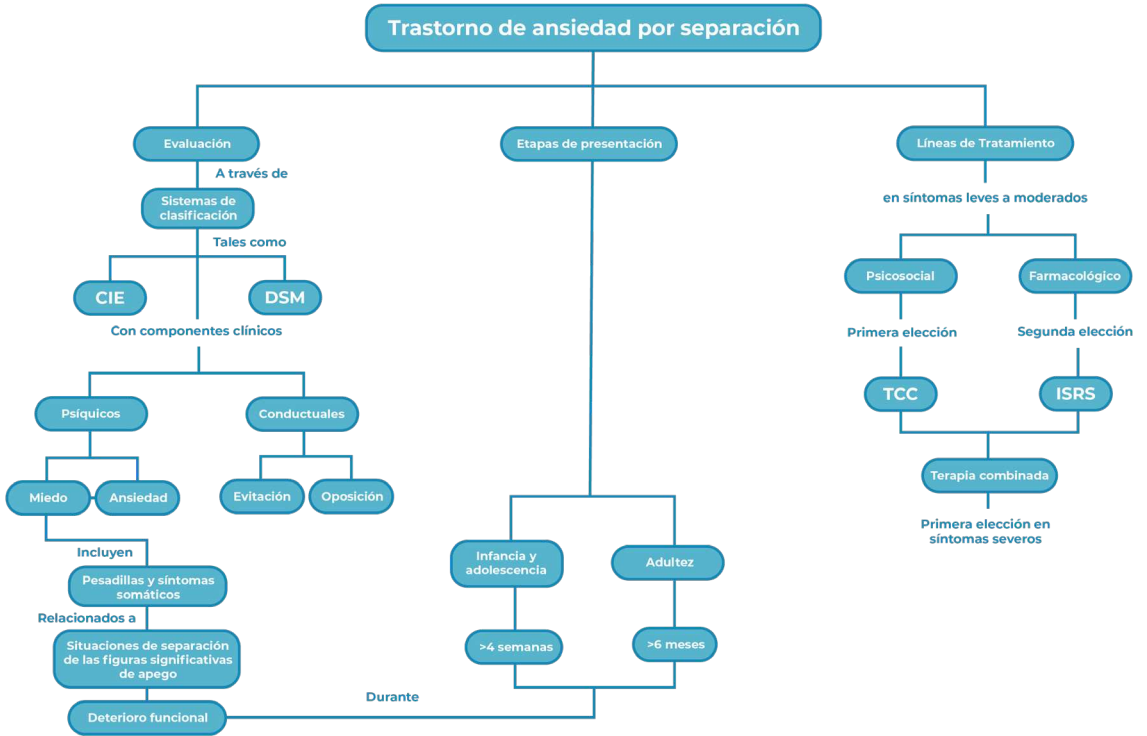 Trastorno de ansiedad por separación
Evaluación
A través de
Sistemas de
clasificación
Tales como
CIE
DSM
Con componentes clínicos
Psíquicos
Conductuales
Miedo
Ansiedad
Evitación
Oposición
Incluyen
Pesadillas y síntomas
somáticos
Relacionados a
Situaciones de separación
de las figuras significativas
de apego
Deterioro funcional
Durante
Etapas de presentación
Infancia y
adolescencia
Adultez
>4 semanas
>6 meses
Líneas de Tratamiento
en síntomas leves a moderados
Psicosocial
Farmacológico
Primera elección
Segunda elección
TCC
ISRS
Terapia combinada
Primera elección en
síntomas severos